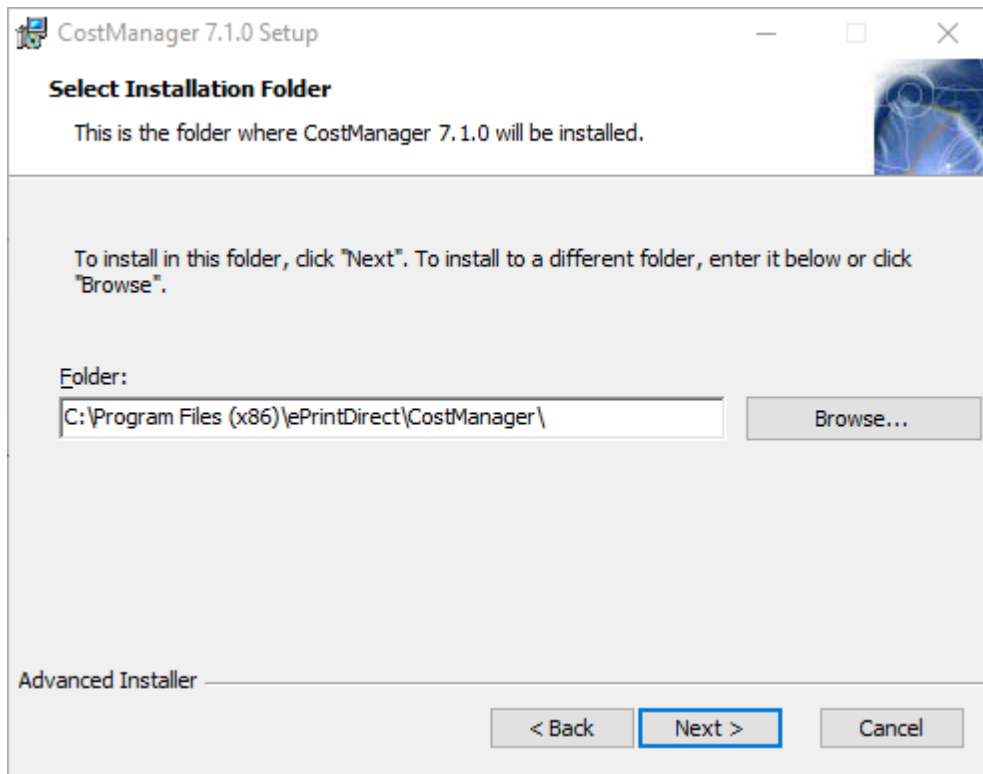 CostManager 7.1.0 Setup
Select Installation Folder
This is the folder where CostManager 7.1.0 will be installed.
To install in this folder, click "Next". To install to a different folder, enter it below or click
"Browse".
Folder:
C:\Program Files (x86)\ePrintDirect\CostManager\
Browse...
Advanced Installer
< Back
Next >
Cancel